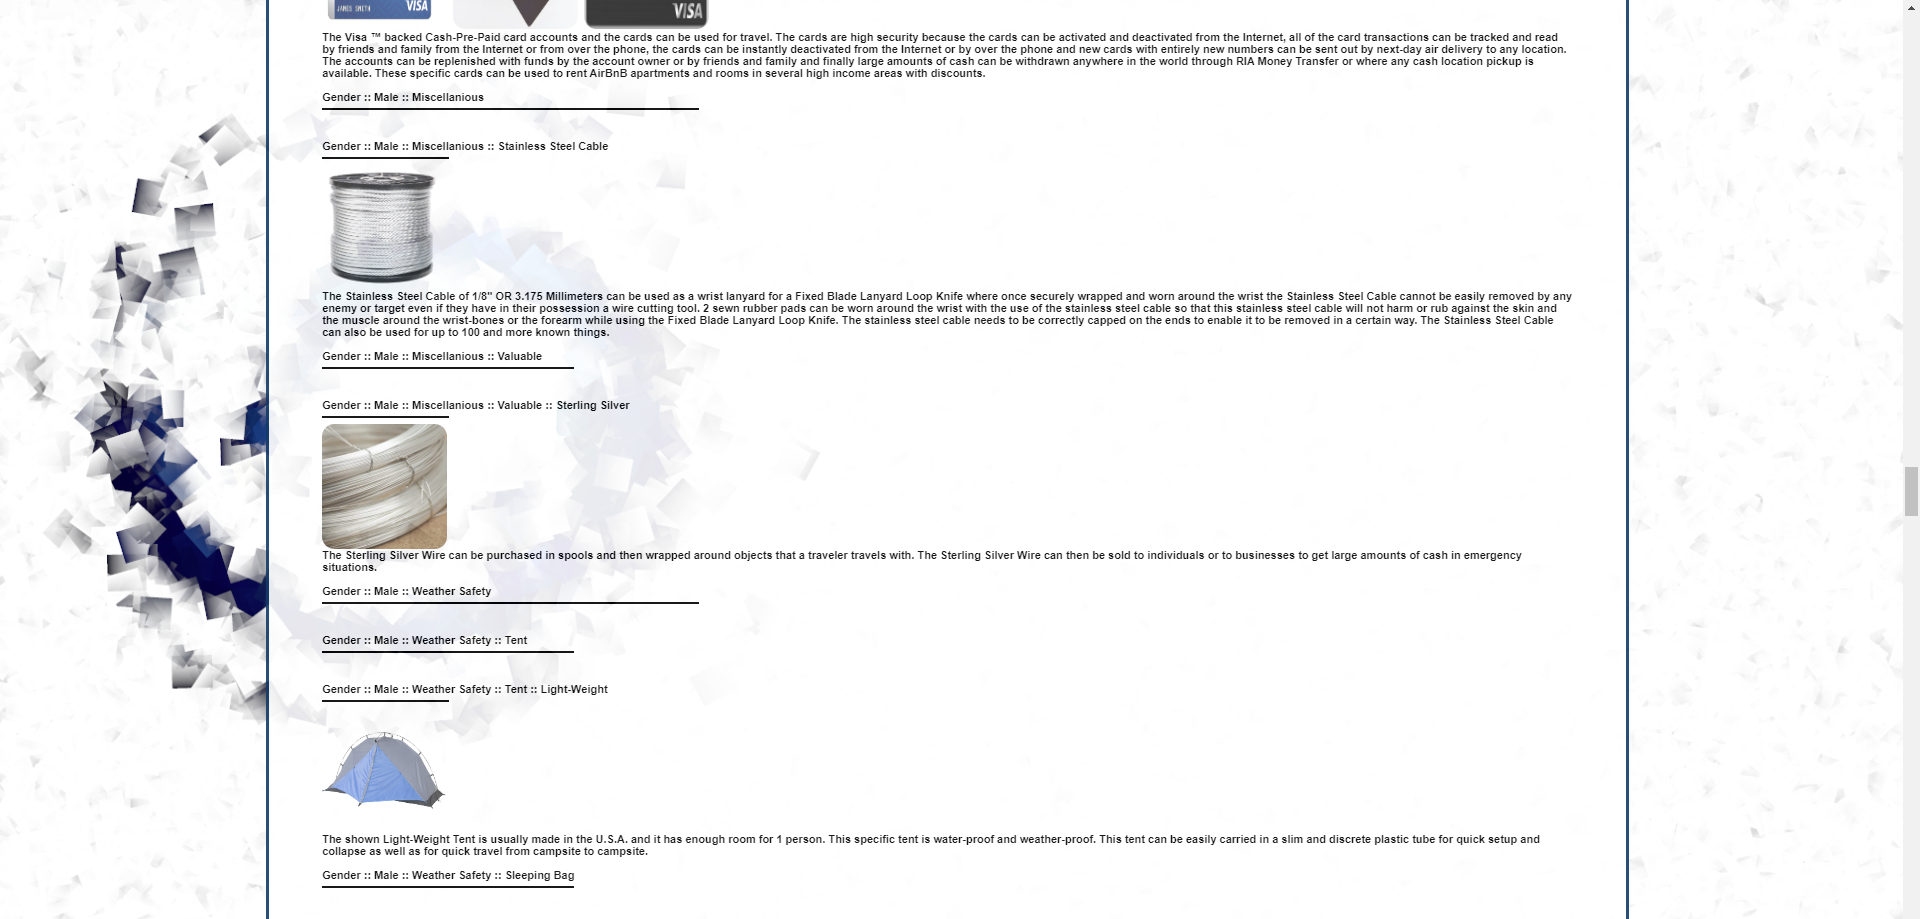 JAMES SMITH
VISA
VISA
The Visa ™ backed Cash-Pre-Paid card accounts and the cards can be used for travel. The cards are high security because the cards can be activated and deactivated from the Internet, all of the card transactions can be tracked and read
by friends and family from the Internet or from over the phone, the cards can be instantly deactivated from the Internet or by over the phone and new cards with entirely new numbers can be sent out by next-day air delivery to any location.
The accounts can be replenished with funds by the account owner or by friends and family and finally large amounts of cash can be withdrawn anywhere in the world through RIA Money Transfer or where any cash location pickup is
available. These specific cards can be used to rent AirBnB apartments and rooms in several high income areas with discounts.
Gender :: Male :: Miscellanious
Gender :: Male :: Miscellanious :: Stainless Steel Cable
The Stainless Steel Cable of 1/8" OR 3.175 Millimeters can be used as a wrist lanyard for a Fixed Blade Lanyard Loop Knife where once securely wrapped and worn around the wrist the Stainless Steel Cable cannot be easily removed by any
enemy or target even if they have in their possession a wire cutting tool. 2 sewn rubber pads can be worn around the wrist with the use of the stainless steel cable so that this stainless steel cable will not harm or rub against the skin and
the muscle around the wrist-bones or the forearm while using the Fixed Blade Lanyard Loop Knife. The stainless steel cable needs to be correctly capped on the ends to enable it to be removed in a certain way. The Stainless Steel Cable
can also be used for up to 100 and more known things.
Gender :: Male :: Miscellanious :: Valuable
Gender :: Male :: Miscellanious :: Valuable :: Sterling Silver
The Sterling Silver Wire can be purchased in spools and then wrapped around objects that a traveler travels with. The Sterling Silver Wire can then be sold to individuals or to businesses to get large amounts of cash in emergency
situations.
Gender :: Male :: Weather Safety
Gender :: Male :: Weather Safety :: Tent
Gender :: Male :: Weather Safety :: Tent :: Light-Weight
The shown Light-Weight Tent is usually made in the U.S.A. and it has enough room for 1 person. This specific tent is water-proof and weather-proof. This tent can be easily carried in a slim and discrete plastic tube for quick setup and
collapse as well as for quick travel from campsite to campsite.
Gender :: Male :: Weather Safety :: Sleeping Bag